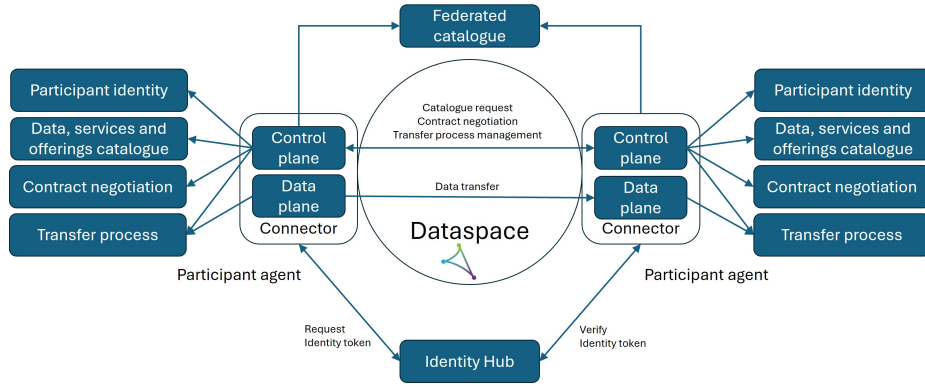 Federated
catalogue
Participant identity
Data, services and
offerings catalogue
Contract negotiation
Transfer process
Control
plane
Data
plane
Connector
Participant agent
Catalogue request
Contract negotiation
Transfer process management
Data transfer
Dataspace
Control
plane
Data
plane
Connector
Participant agent
Participant identity
Data, services and
offerings catalogue
Contract negotiation
Transfer process
Request
Identity token
Verify
Identity token
Identity Hub